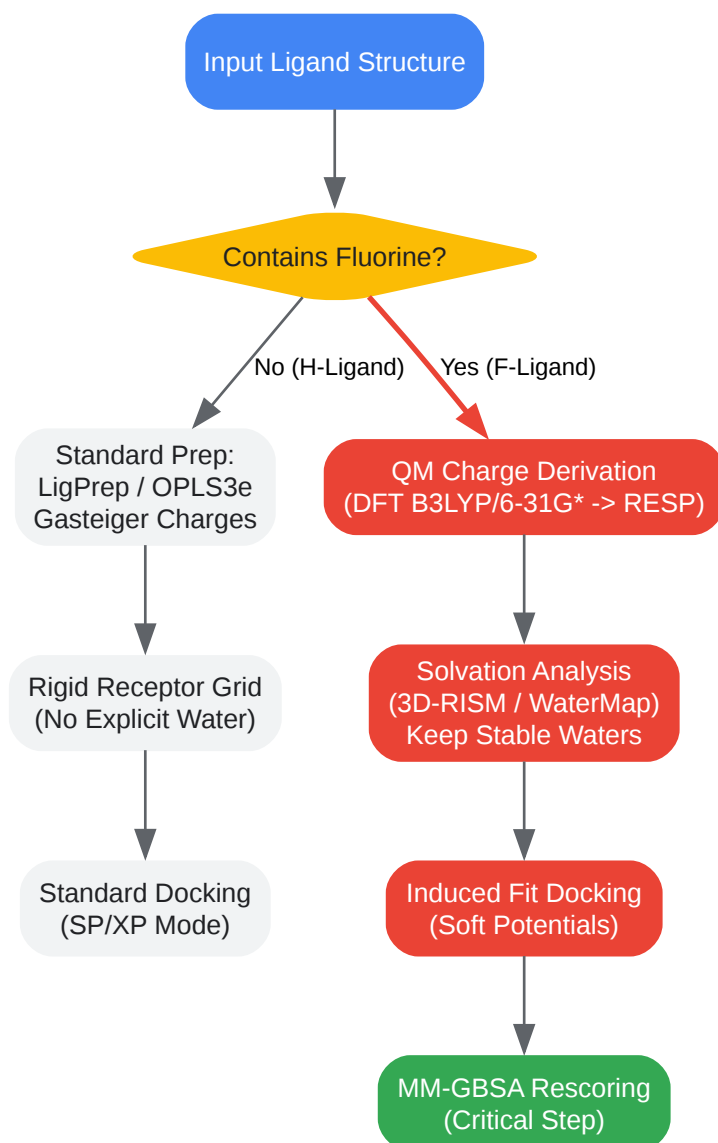 Input Ligand Structure
Contains Fluorine?
No (H-Ligand)
Yes (F-Ligand)
Standard Prep:
LigPrep / OPLS3e
Gasteiger Charges
QM Charge Derivation
(DFT B3LYP/6-31G* -> RESP)
Rigid Receptor Grid
(No Explicit Water)
Solvation Analysis
(3D-RISM / WaterMap)
Keep Stable Waters
Standard Docking
(SP/XP Mode)
Induced Fit Docking
(Soft Potentials)
MM-GBSA Rescoring
(Critical Step)